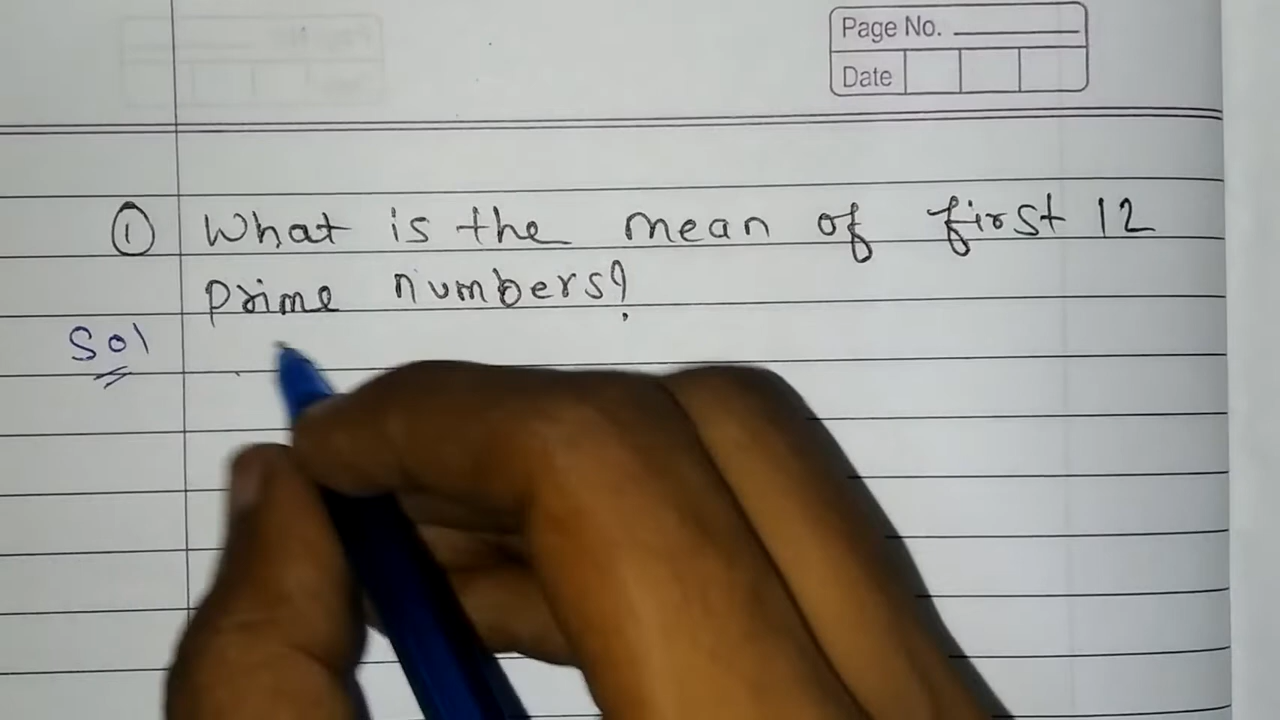 Page No.
Date
① What is the mean of first 12
prime numbers?
Sol